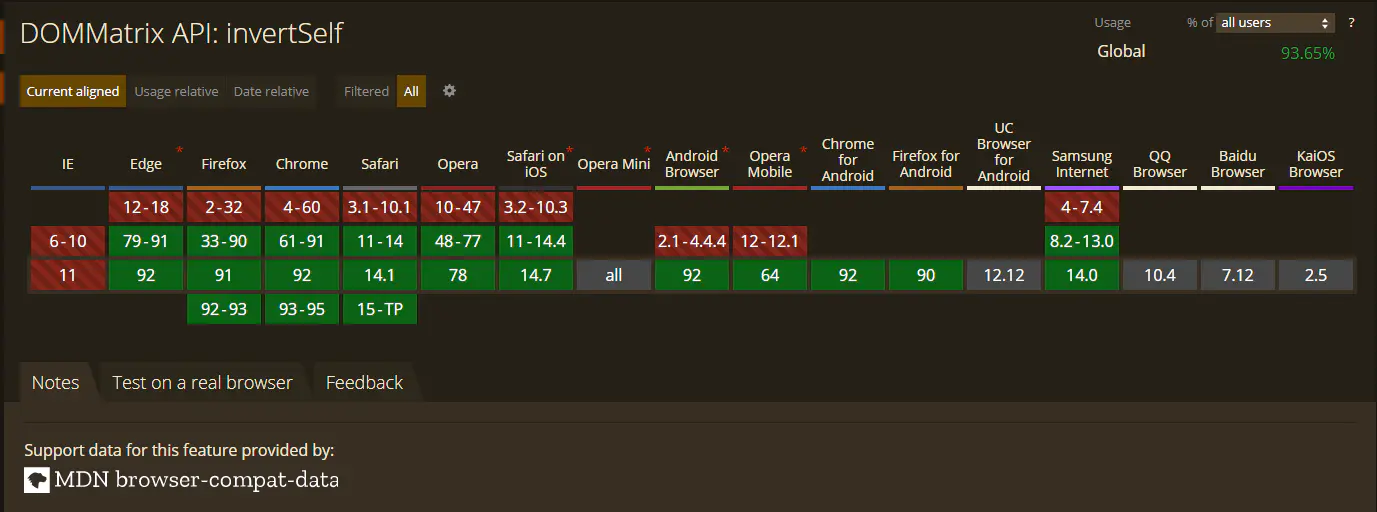 DOMMatrix API: invertSelf
Usage % of all users ?
Global 93.65%
Current aligned Usage relative Date relative Filtered All
IE Edge * Firefox Chrome Safari Opera Safari on iOS * Opera Mini * Android Browser * Opera Mobile * Chrome for Android Firefox for Android UC Browser for Android Samsung Internet QQ Browser Baidu Browser KaiOS Browser
12-18 2-32 4-60 3.1-10.1 10-47 3.2-10.3 4-7.4
6-10 79-91 33-90 61-91 11-14 48-77 11-14.4 2.1-4.4.4 12-12.1 8.2-13.0
11 92 91 92 14.1 78 14.7 all 92 64 92 90 12.12 14.0 10.4 7.12 2.5
92-93 93-95 15-TP
Notes Test on a real browser Feedback
Support data for this feature provided by:
MDN browser-compat-data